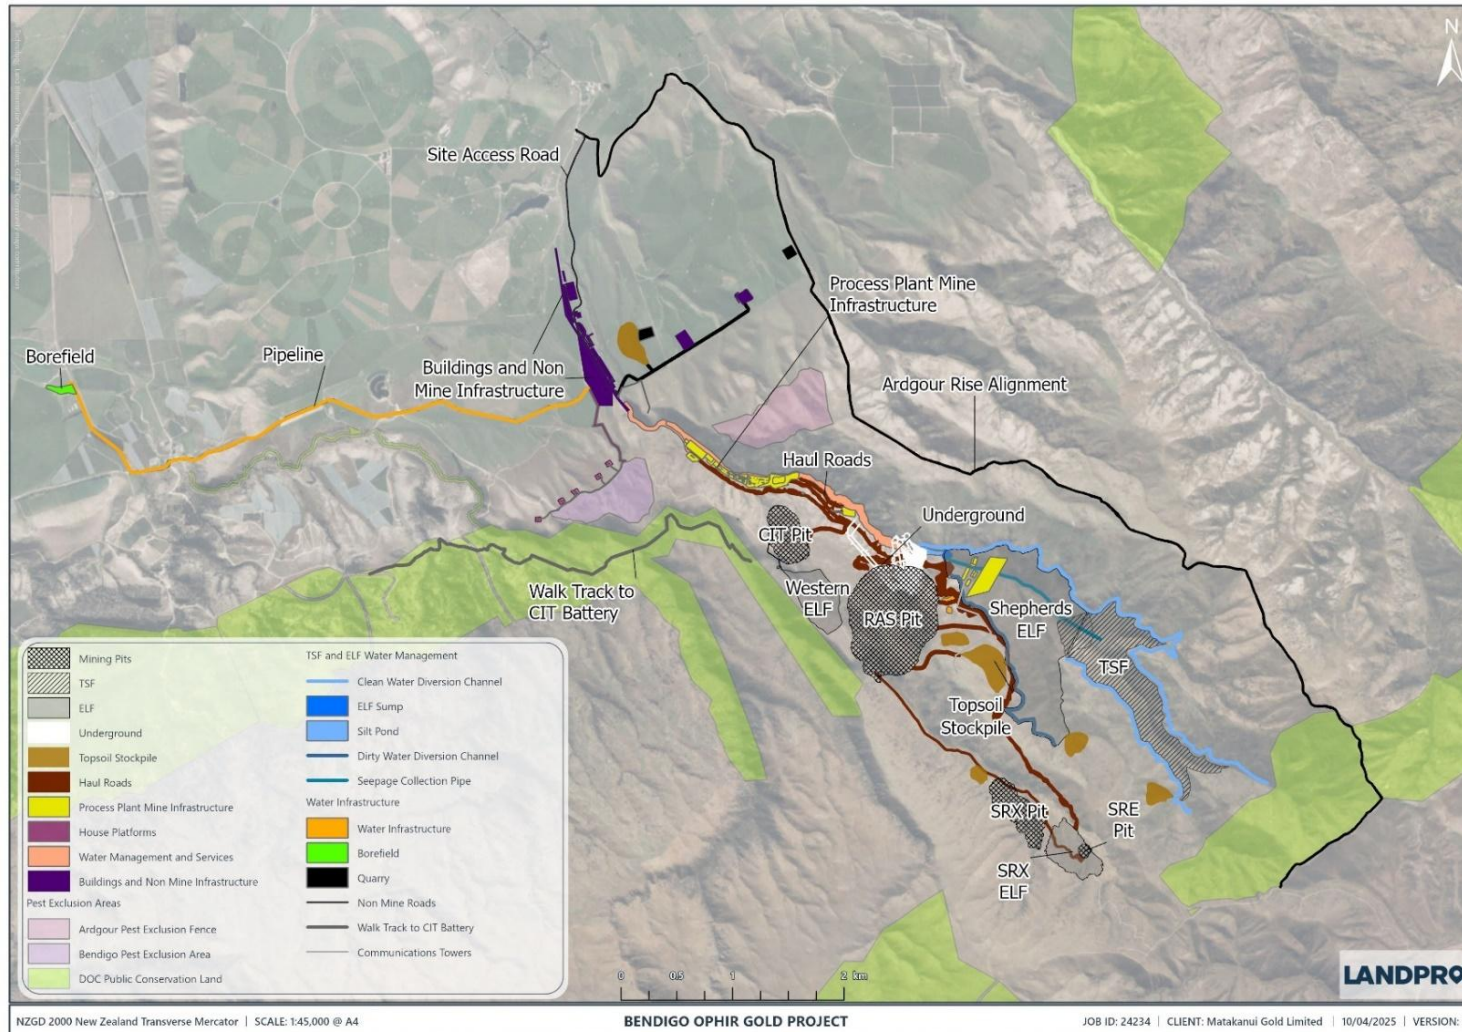 N
Site Access Road
Process Plant Mine
Infrastructure
Borefield
Pipeline
Buildings and Non
Mine Infrastructure
Ardgour Rise Alignment
Haul Roads
Underground
CIT Pit
Walk Track to
CIT Battery
Western
ELF
RAS Pit
Shepherds
ELF
TSF
Topsoil
Stockpile
SRX Pit
SRE
Pit
SRX
ELF
Mining Pits
TSF
ELF
Underground
Topsoil Stockpile
Haul Roads
Process Plant Mine Infrastructure
House Platforms
Water Management and Services
Buildings and Non Mine Infrastructure
Pest Exclusion Areas
Ardgour Pest Exclusion Fence
Bendigo Pest Exclusion Area
DOC Public Conservation Land
TSF and ELF Water Management
Clean Water Diversion Channel
ELF Sump
Silt Pond
Dirty Water Diversion Channel
Seepage Collection Pipe
Water Infrastructure
Water Infrastructure
Borefield
Quarry
Non Mine Roads
Walk Track to CIT Battery
Communications Towers
0 0.5 1 2 km
LANDPRO
NZGD 2000 New Zealand Transverse Mercator | SCALE: 1:45,000 @ A4
BENDIGO OPHIR GOLD PROJECT
JOB ID: 24234 | CLIENT: Matakanui Gold Limited | 10/04/2025 | VERSION: